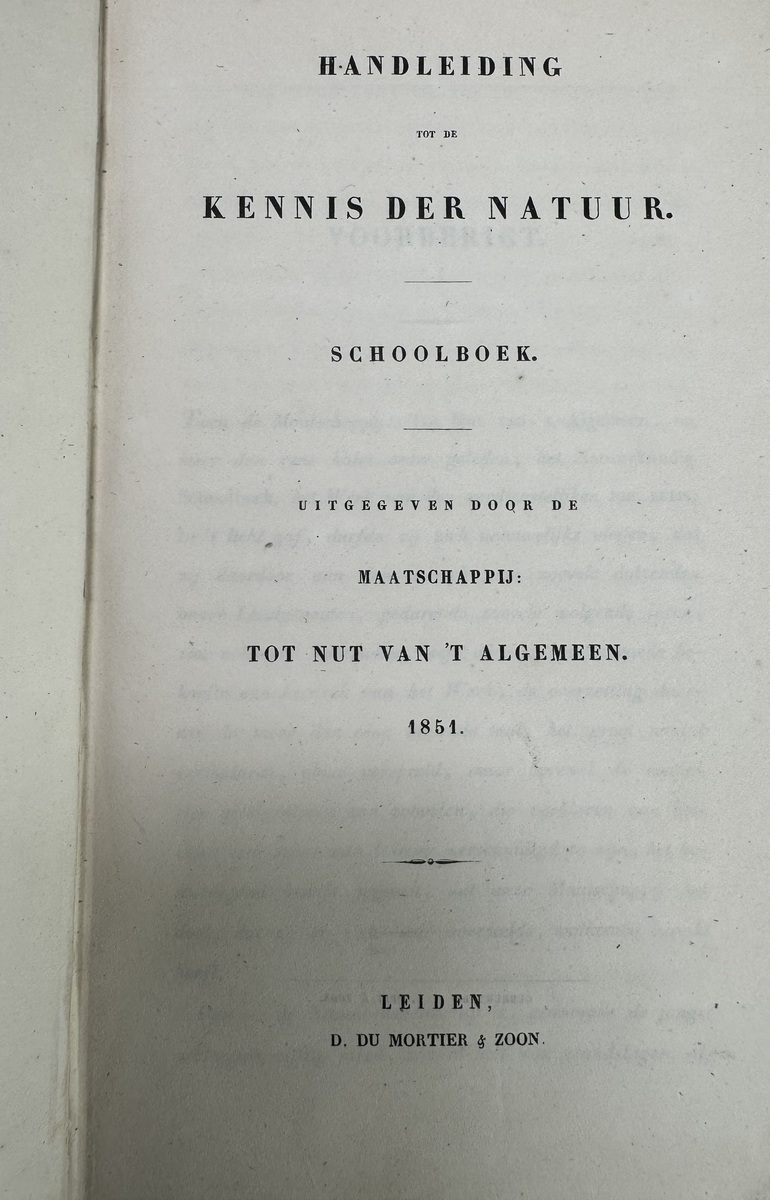 HANDLEIDING
TOT DE
KENNIS DER NATUUR.
SCHOOLBOEK.
UITGEGEVEN DOOR DE
MAATSCHAPPIJ:
TOT NUT VAN 'T ALGEMEEN.
1851.
LEIDEN,
D. DU MORTIER & ZOON.